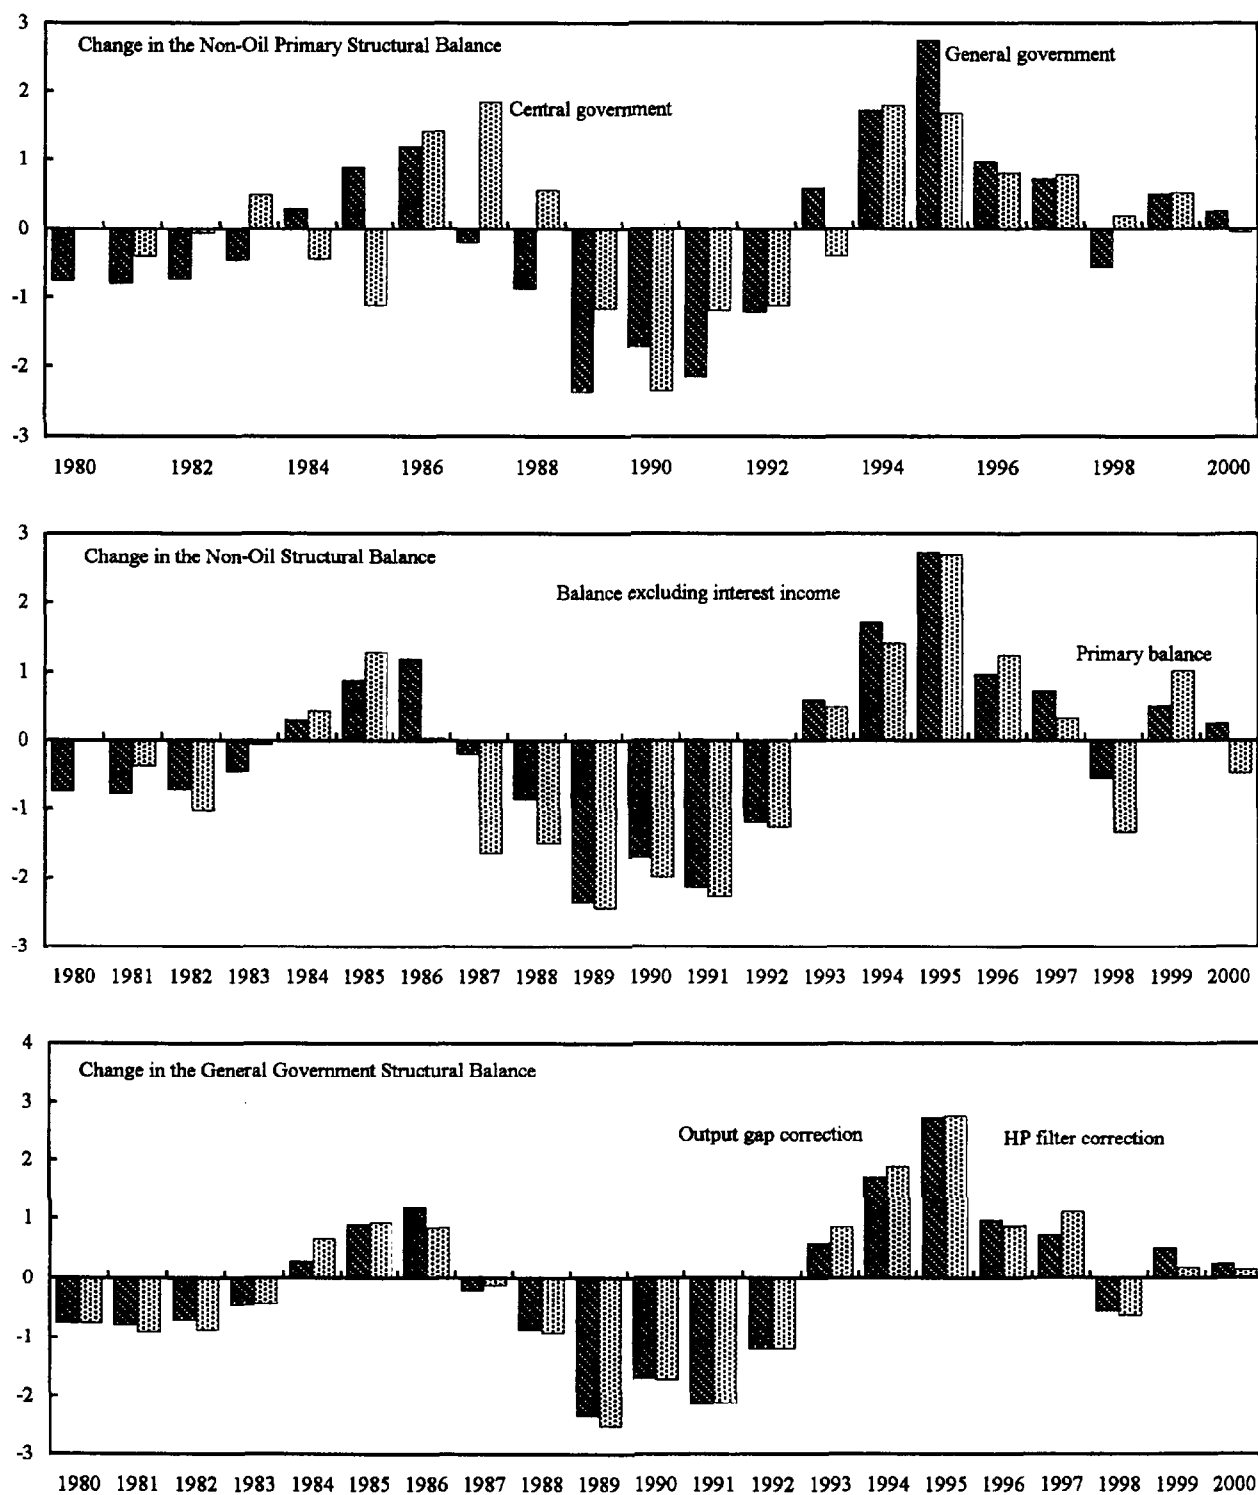 3
Change in the Non-Oil Primary Structural Balance
General government
2
Central government
1
0
-1
-2
-3
1980 1982 1984 1986 1988 1990 1992 1994 1996 1998 2000
3
Change in the Non-Oil Structural Balance
Balance excluding interest income
2
Primary balance
1
0
-1
-2
-3
1980 1981 1982 1983 1984 1985 1986 1987 1988 1989 1990 1991 1992 1993 1994 1995 1996 1997 1998 1999 2000
4
Change in the General Government Structural Balance
3
Output gap correction HP filter correction
2
1
0
-1
-2
-3
1980 1981 1982 1983 1984 1985 1986 1987 1988 1989 1990 1991 1992 1993 1994 1995 1996 1997 1998 1999 2000